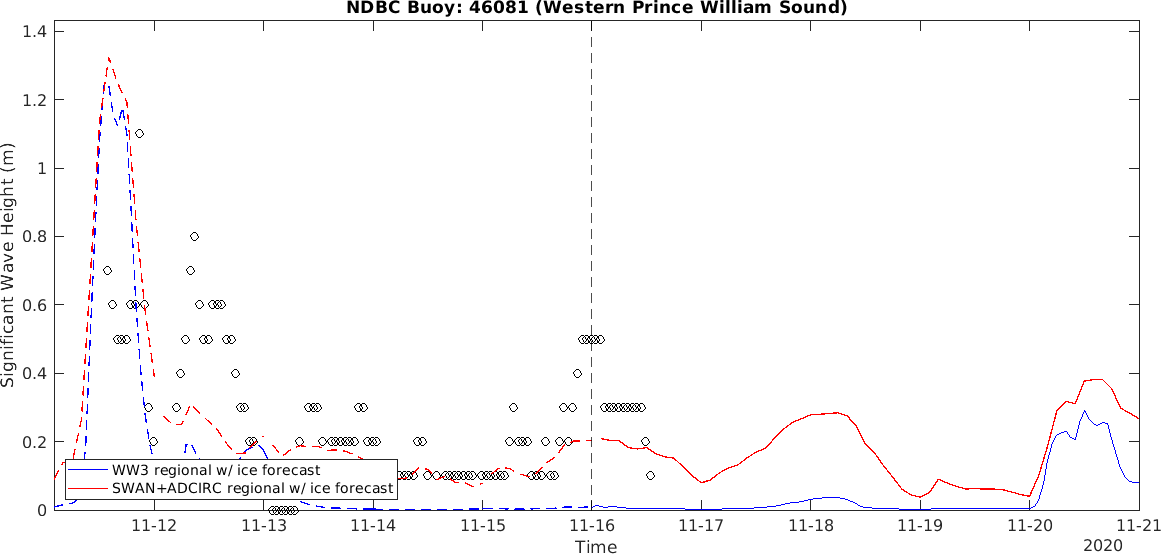 NDBC Buoy: 46081 (Western Prince William Sound)
Significant Wave Height (m)
1.4
1.2
1
0.8
0.6
0.4
0.2
0
WW3 regional w/ ice forecast
SWAN+ADCIRC regional w/ ice forecast
11-12 11-13 11-14 11-15 11-16 11-17 11-18 11-19 11-20 11-21
Time
2020